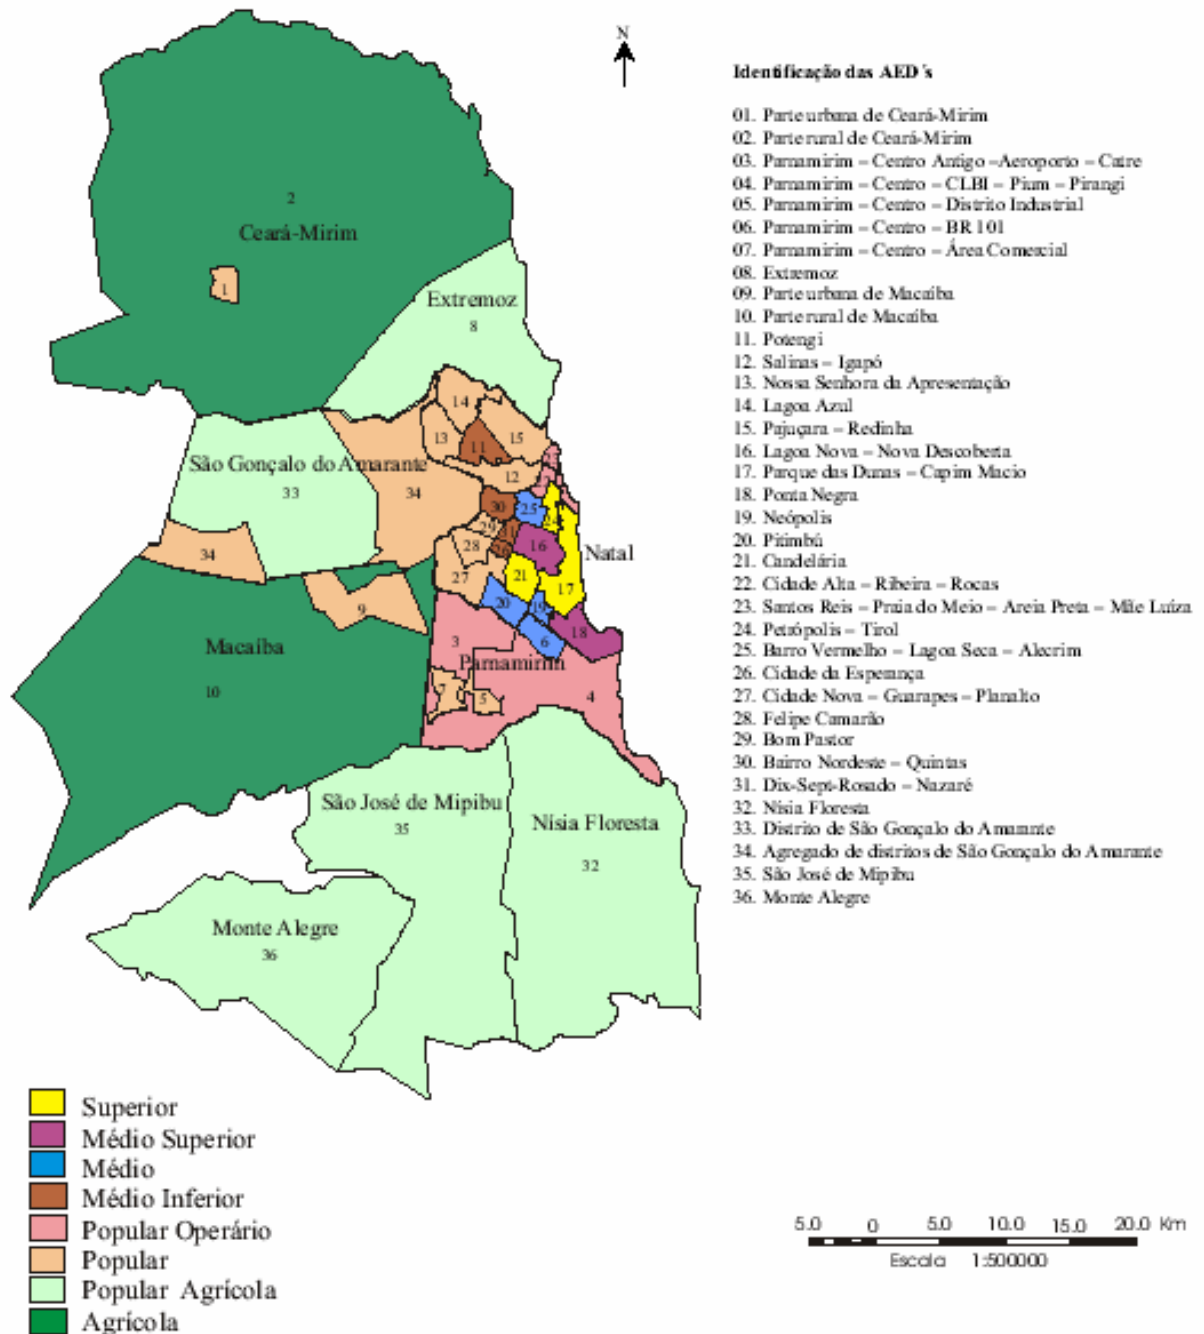 N
Identificação das AED´s
01. Parte urbana de Ceará-Mirim
02. Parte rural de Ceará-Mirim
03. Parnamirim – Centro Antigo –Aeroporto – Catre
04. Parnamirim – Centro – CLBI – Pium – Pirangi
05. Parnamirim – Centro – Distrito Industrial
06. Parnamirim – Centro – BR 101
07. Parnamirim – Centro – Área Comercial
08. Extremoz
09. Parte urbana de Macaíba
10. Parte rural de Macaíba
11. Potengi
12. Salinas – Igapó
13. Nossa Senhora da Apresentação
14. Lagoa Azul
15. Pajuçara – Redinha
16. Lagoa Nova – Nova Descoberta
17. Parque das Dunas – Capim Macio
18. Ponta Negra
19. Neópolis
20. Pitimbú
21. Candelária
22. Cidade Alta – Ribeira – Rocas
23. Santos Reis – Praia do Meio – Areia Preta – Mãe Luíza
24. Petrópolis – Tirol
25. Barro Vermelho – Lagoa Seca – Alecrim
26. Cidade da Esperança
27. Cidade Nova – Guarapes – Planalto
28. Felipe Camarão
29. Bom Pastor
30. Bairro Nordeste – Quintas
31. Dix-Sept-Rosado – Nazaré
32. Nísia Floresta
33. Distrito de São Gonçalo do Amarante
34. Agregado de distritos de São Gonçalo do Amarante
35. São José de Mipibu
36. Monte Alegre
2
Ceará-Mirim
1
Extremoz
8
14
13
11
15
São Gonçalo do Amarante
33
34
12
23
22
30
25
24
29
31
28
26
16
Natal
34
27
21
17
9
20
19
18
Macaíba
10
3
6
Parnamirim
7
5
4
São José de Mipibu
35
Nísia Floresta
32
Monte Alegre
36
Superior
Médio Superior
Médio
Médio Inferior
Popular Operário
Popular
Popular Agrícola
Agrícola
5.0 0 5.0 10.0 15.0 20.0 Km
Escala 1:500000